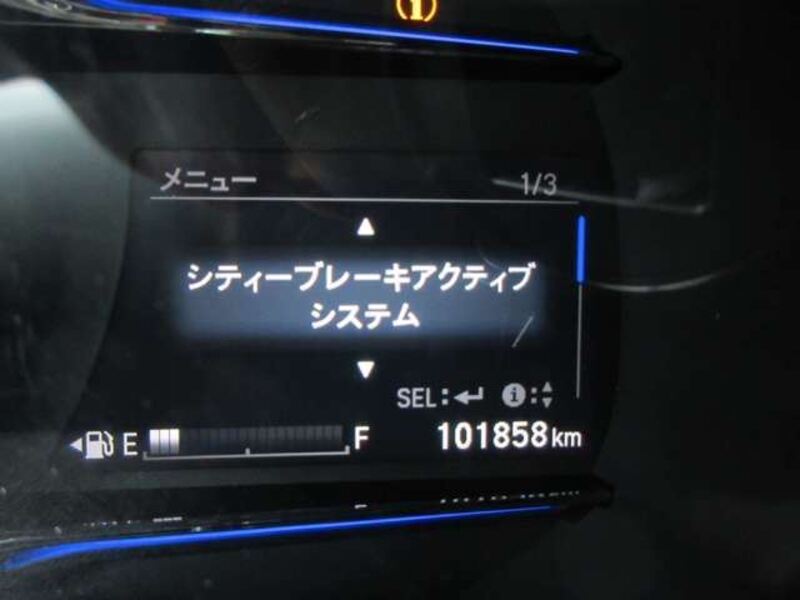 メニュー 1/3
シティーブレーキアクティブ
システム
SEL: i:
E F 101858km